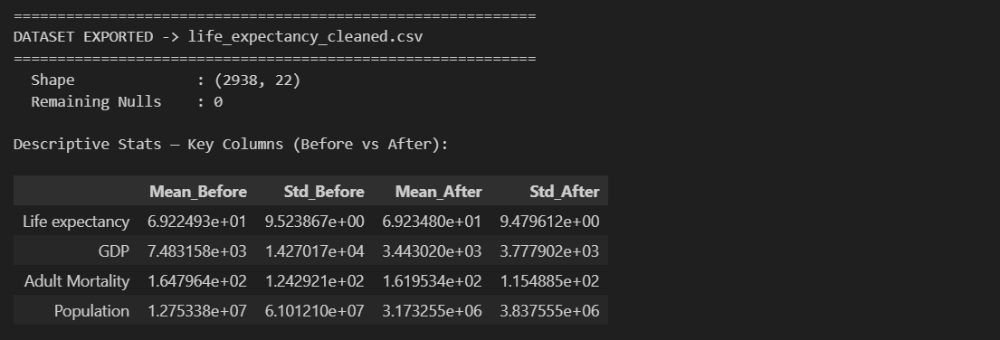 ============================================================
DATASET EXPORTED -> life_expectancy_cleaned.csv
============================================================
Shape : (2938, 22)
Remaining Nulls : 0
Descriptive Stats — Key Columns (Before vs After):
Mean_Before Std_Before Mean_After Std_After
Life expectancy 6.922493e+01 9.523867e+00 6.923480e+01 9.479612e+00
GDP 7.483158e+03 1.427017e+04 3.443020e+03 3.777902e+03
Adult Mortality 1.647964e+02 1.242921e+02 1.619534e+02 1.154885e+02
Population 1.275338e+07 6.101210e+07 3.173255e+06 3.837555e+06